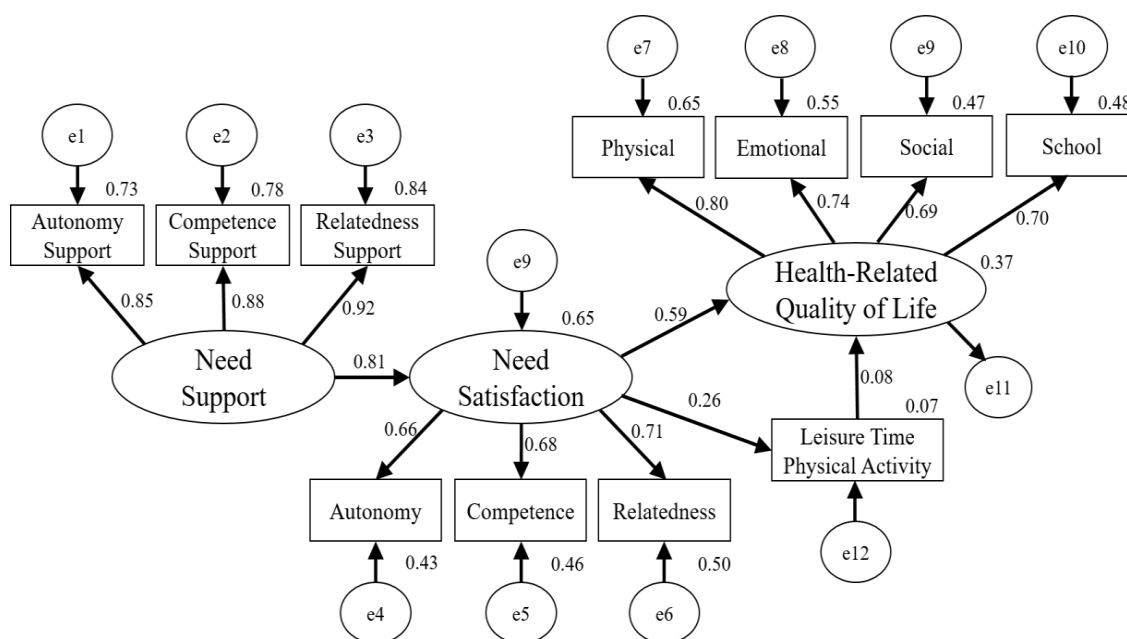 e7
e8
e9
e10
0.65
0.55
0.47
0.48
Physical
Emotional
Social
School
e1
e2
e3
0.73
0.78
0.84
Autonomy
Support
Competence
Support
Relatedness
Support
0.80
0.74
0.69
0.70
e9
Health-Related
Quality of Life
0.37
0.85
0.88
0.92
0.65
0.59
Need
Support
0.81
Need
Satisfaction
0.08
e11
0.26
0.07
0.66
0.68
0.71
Leisure Time
Physical Activity
Autonomy
Competence
Relatedness
0.43
0.46
0.50
e12
e4
e5
e6